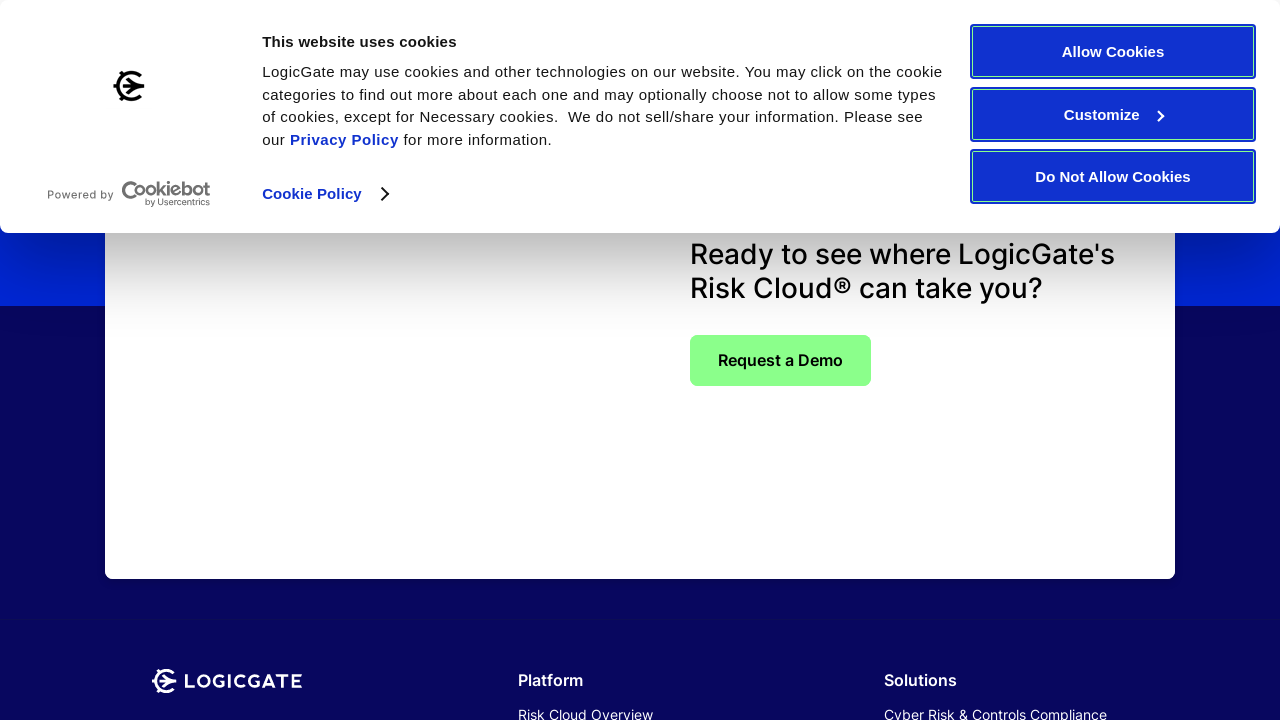 This website uses cookies
LogicGate may use cookies and other technologies on our website. You may click on the cookie
categories to find out more about each one and may optionally choose not to allow some types
of cookies, except for Necessary cookies.  We do not sell/share your information. Please see
our Privacy Policy for more information.
Cookie Policy
Powered by Cookiebot
by Usercentrics
Allow Cookies
Customize
Do Not Allow Cookies
Ready to see where LogicGate's
Risk Cloud® can take you?
Request a Demo
LOGICGATE
Platform
Risk Cloud Overview
Solutions
Cyber Risk & Controls Compliance